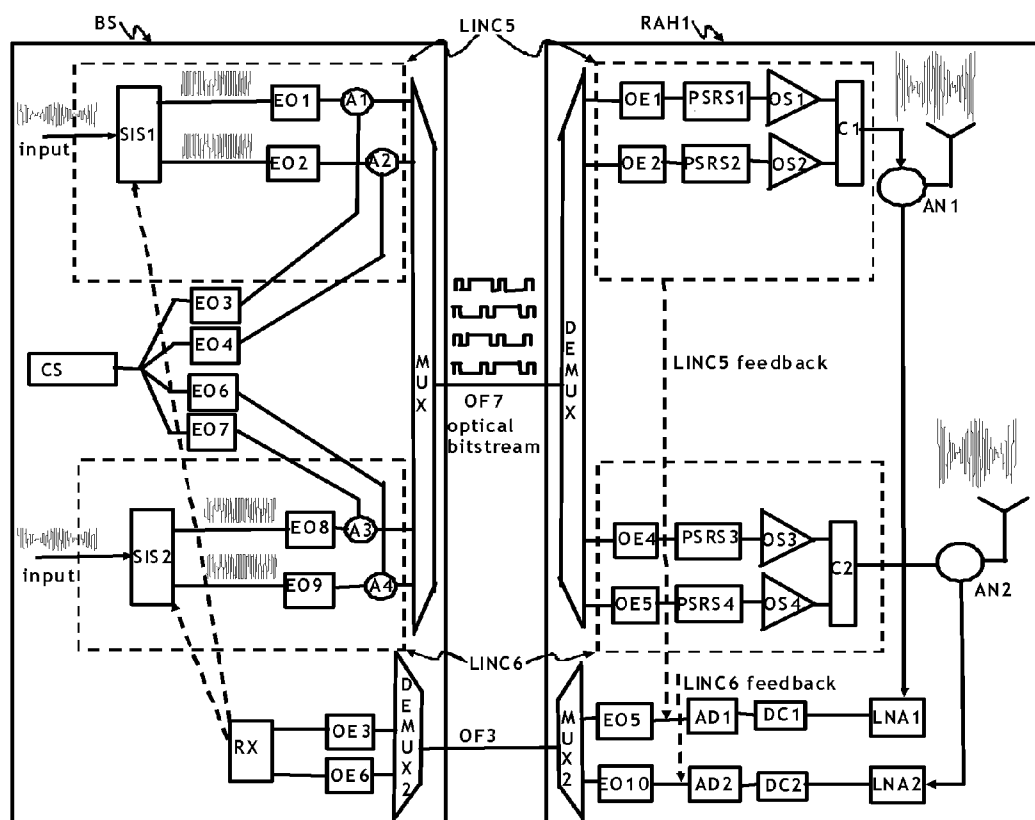 BS
LINC5
RAH1
input
SIS1
EO1
A1
EO2
A2
OE1
PSRS1
OS1
C1
OE2
PSRS2
OS2
AN1
CS
EO3
EO4
EO6
EO7
MUX
OF7
optical
bitstream
DEMUX
LINC5 feedback
input
SIS2
EO8
A3
EO9
A4
OE4
PSRS3
OS3
C2
OE5
PSRS4
OS4
AN2
LINC6
LINC6 feedback
RX
OE3
OE6
DEMUX2
OF3
MUX2
EO5
AD1
DC1
LNA1
EO10
AD2
DC2
LNA2